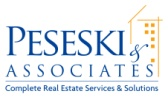 PESESKI &
ASSOCIATES
Complete Real Estate Services & Solutions